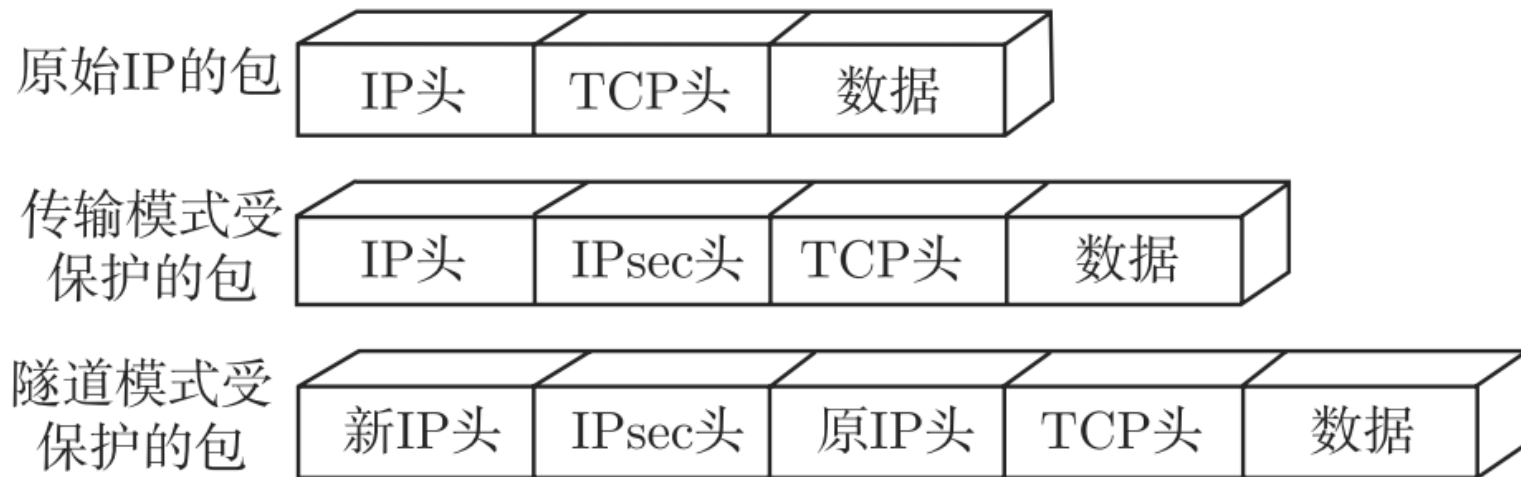 原始IP的包
IP头 TCP头 数据
传输模式受
保护的包
IP头 IPsec头 TCP头 数据
隧道模式受
保护的包
新IP头 IPsec头 原IP头 TCP头 数据